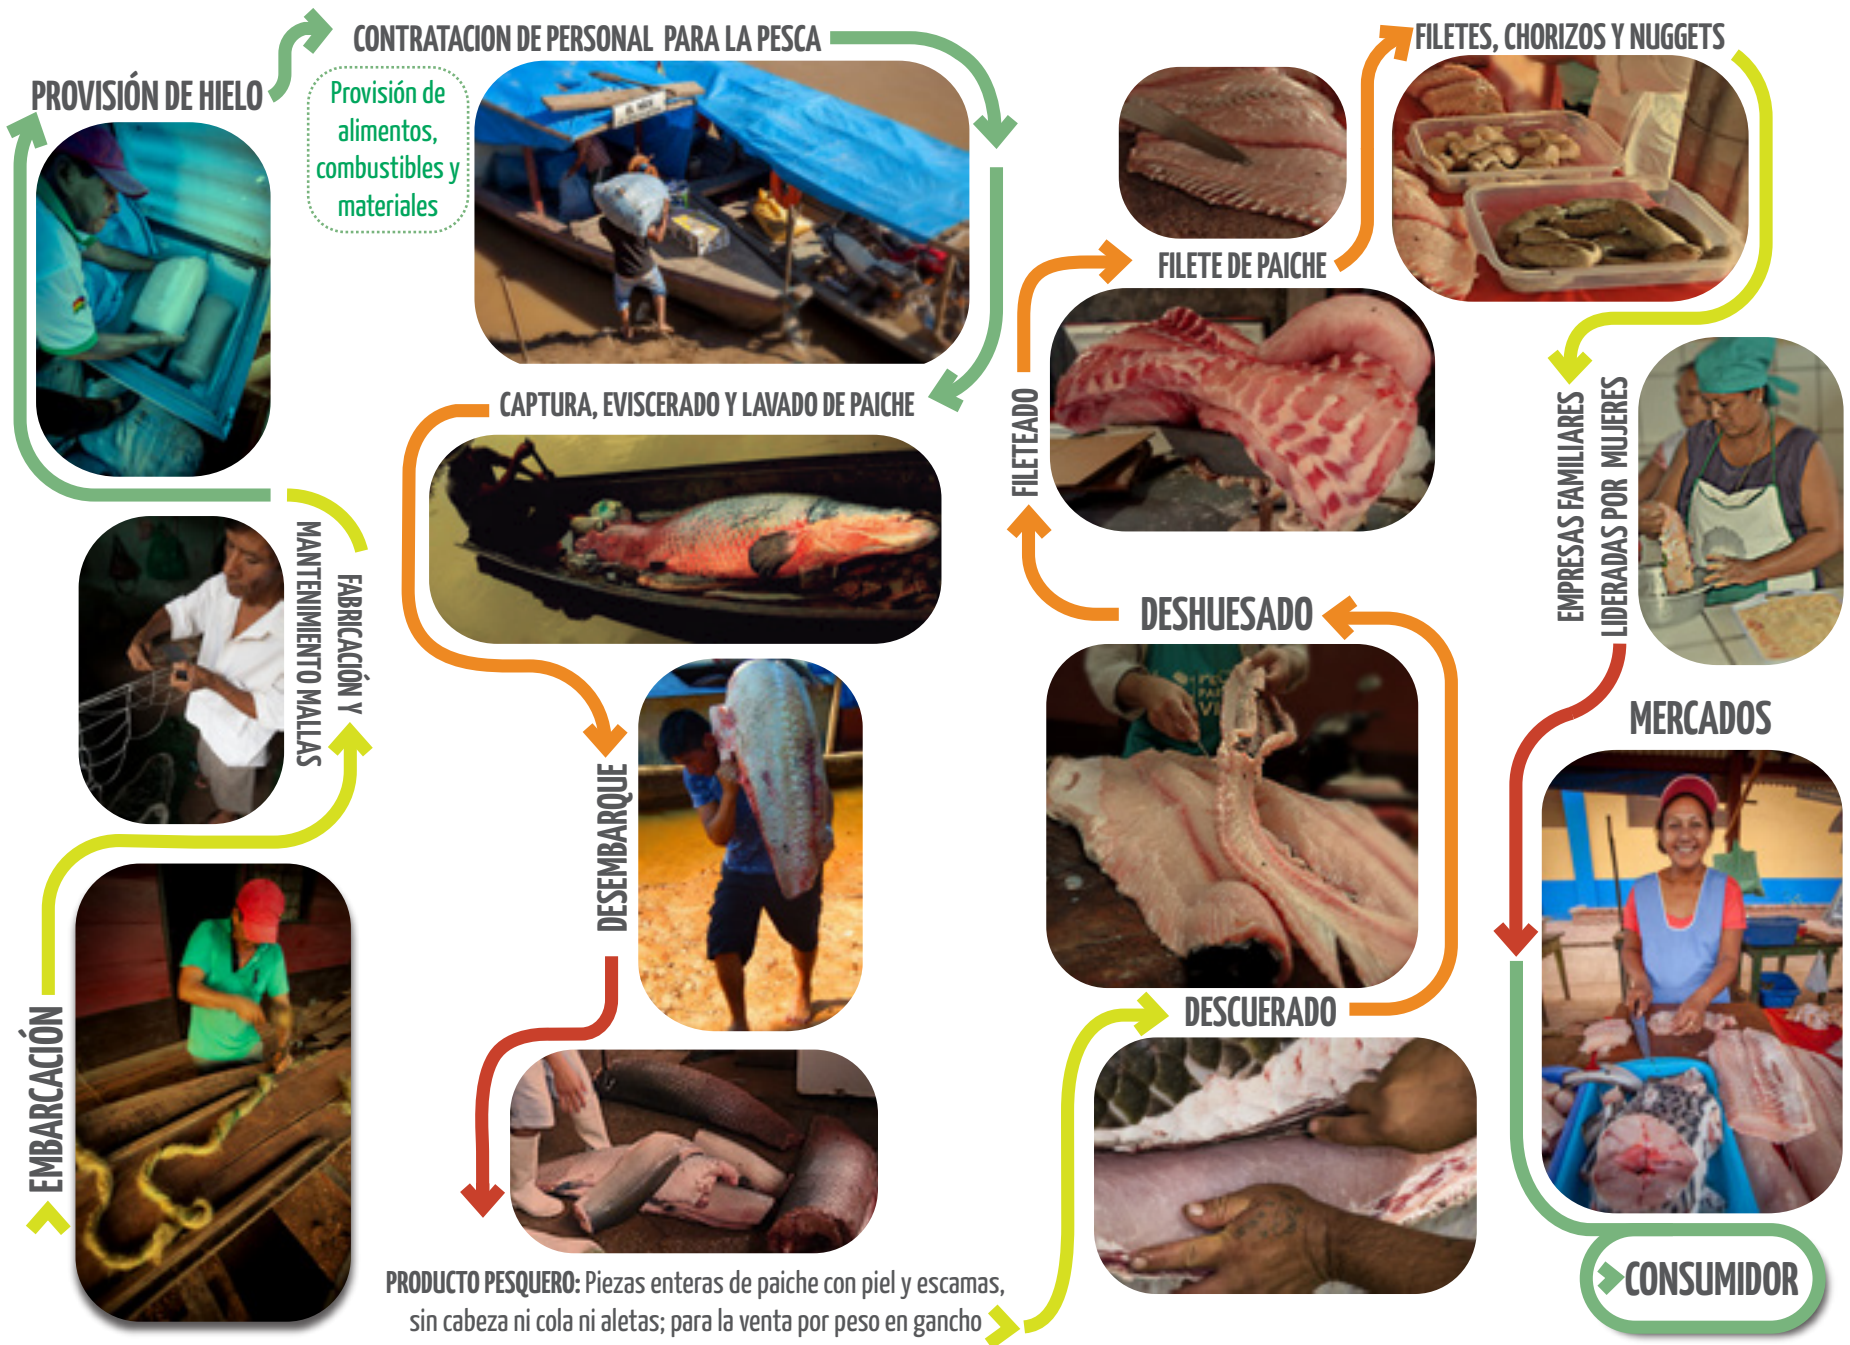 EMBARCACIÓN
FABRICACIÓN Y
MANTENIMIENTO MALLAS
PROVISIÓN DE HIELO
CONTRATACION DE PERSONAL PARA LA PESCA
Provisión de
alimentos,
combustibles y
materiales
CAPTURA, EVISCERADO Y LAVADO DE PAICHE
DESEMBARQUE
PRODUCTO PESQUERO: Piezas enteras de paiche con piel y escamas,
sin cabeza ni cola ni aletas; para la venta por peso en gancho
DESCUERADO
DESHUESADO
FILETEADO
FILETE DE PAICHE
FILETES, CHORIZOS Y NUGGETS
EMPRESAS FAMILIARES
LIDERADAS POR MUJERES
MERCADOS
CONSUMIDOR